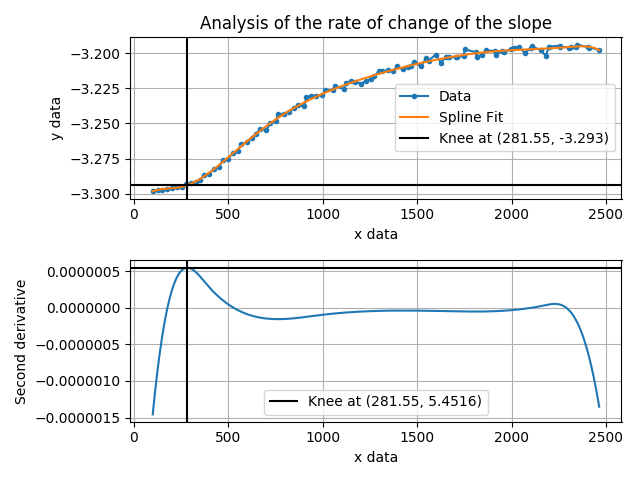 Analysis of the rate of change of the slope
y data
−3.200
−3.225
−3.250
−3.275
−3.300
Data
Spline Fit
Knee at (281.55, -3.293)
0 500 1000 1500 2000 2500
x data
Second derivative
0.0000005
0.0000000
−0.0000005
−0.0000010
−0.0000015
Knee at (281.55, 5.4516)
0 500 1000 1500 2000 2500
x data